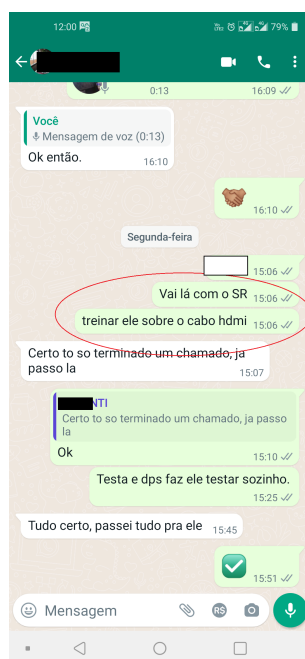 12:00
79%
0:13
16:09
Você
Mensagem de voz (0:13)
Ok então.
16:10
16:10
Segunda-feira
15:06
Vai lá com o SR
15:06
treinar ele sobre o cabo hdmi
15:06
Certo to so terminado um chamado, ja
passo la
15:07
NTI
Certo to so terminado um chamado, ja passo
la
Ok
15:10
Testa e dps faz ele testar sozinho.
15:25
Tudo certo, passei tudo pra ele
15:45
15:51
Mensagem
RS